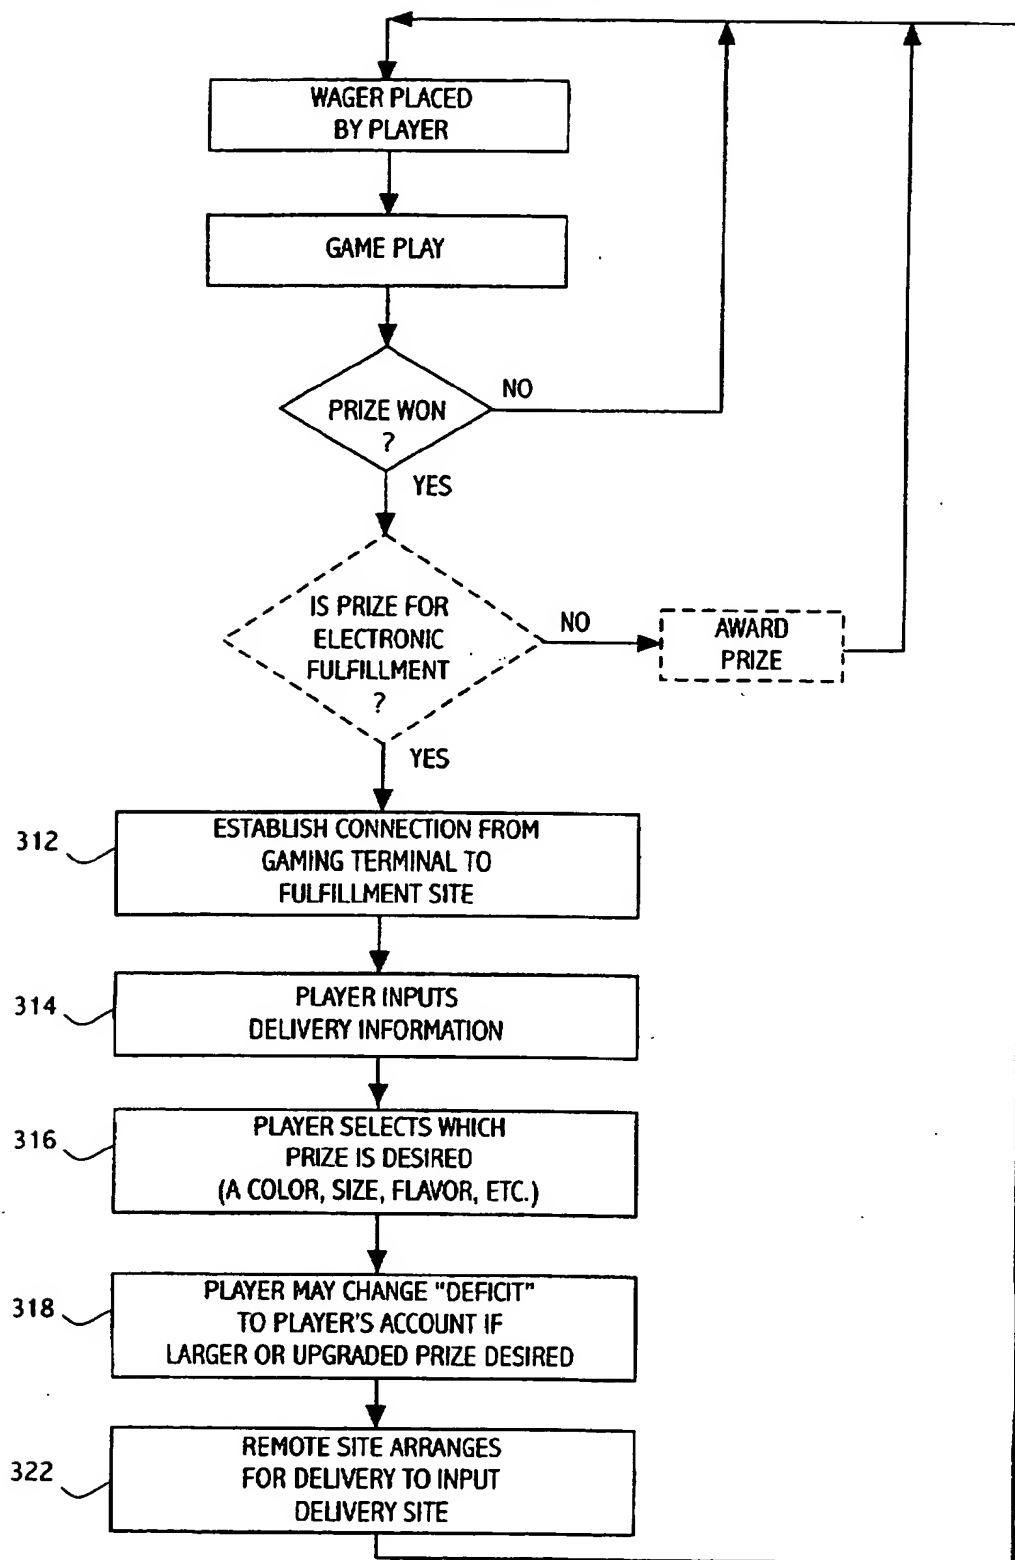 WAGER PLACED
BY PLAYER
GAME PLAY
PRIZE WON
?
NO
YES
IS PRIZE FOR
ELECTRONIC
FULFILLMENT
?
NO
AWARD
PRIZE
YES
312
ESTABLISH CONNECTION FROM
GAMING TERMINAL TO
FULFILLMENT SITE
314
PLAYER INPUTS
DELIVERY INFORMATION
316
PLAYER SELECTS WHICH
PRIZE IS DESIRED
(A COLOR, SIZE, FLAVOR, ETC.)
318
PLAYER MAY CHANGE "DEFICIT"
TO PLAYER'S ACCOUNT IF
LARGER OR UPGRADED PRIZE DESIRED
322
REMOTE SITE ARRANGES
FOR DELIVERY TO INPUT
DELIVERY SITE